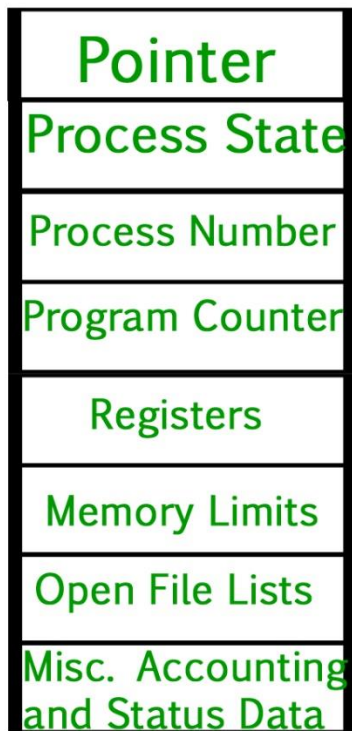 Pointer
Process State
Process Number
Program Counter
Registers
Memory Limits
Open File Lists
Misc. Accounting
and Status Data